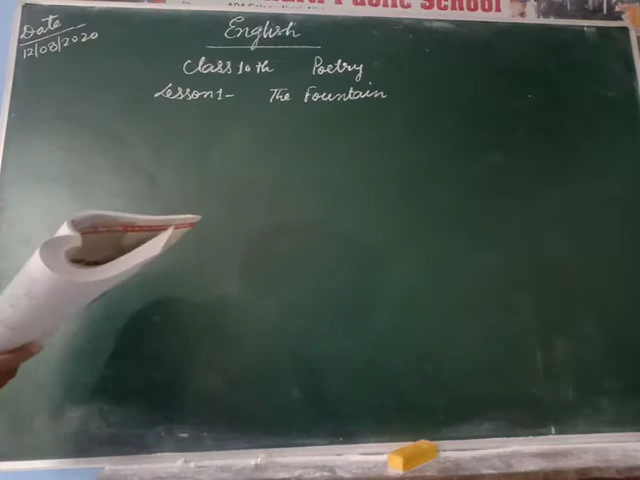 Public School
Date
12/08/2020
English
Class 10th Poetry
Lesson 1- The Fountain